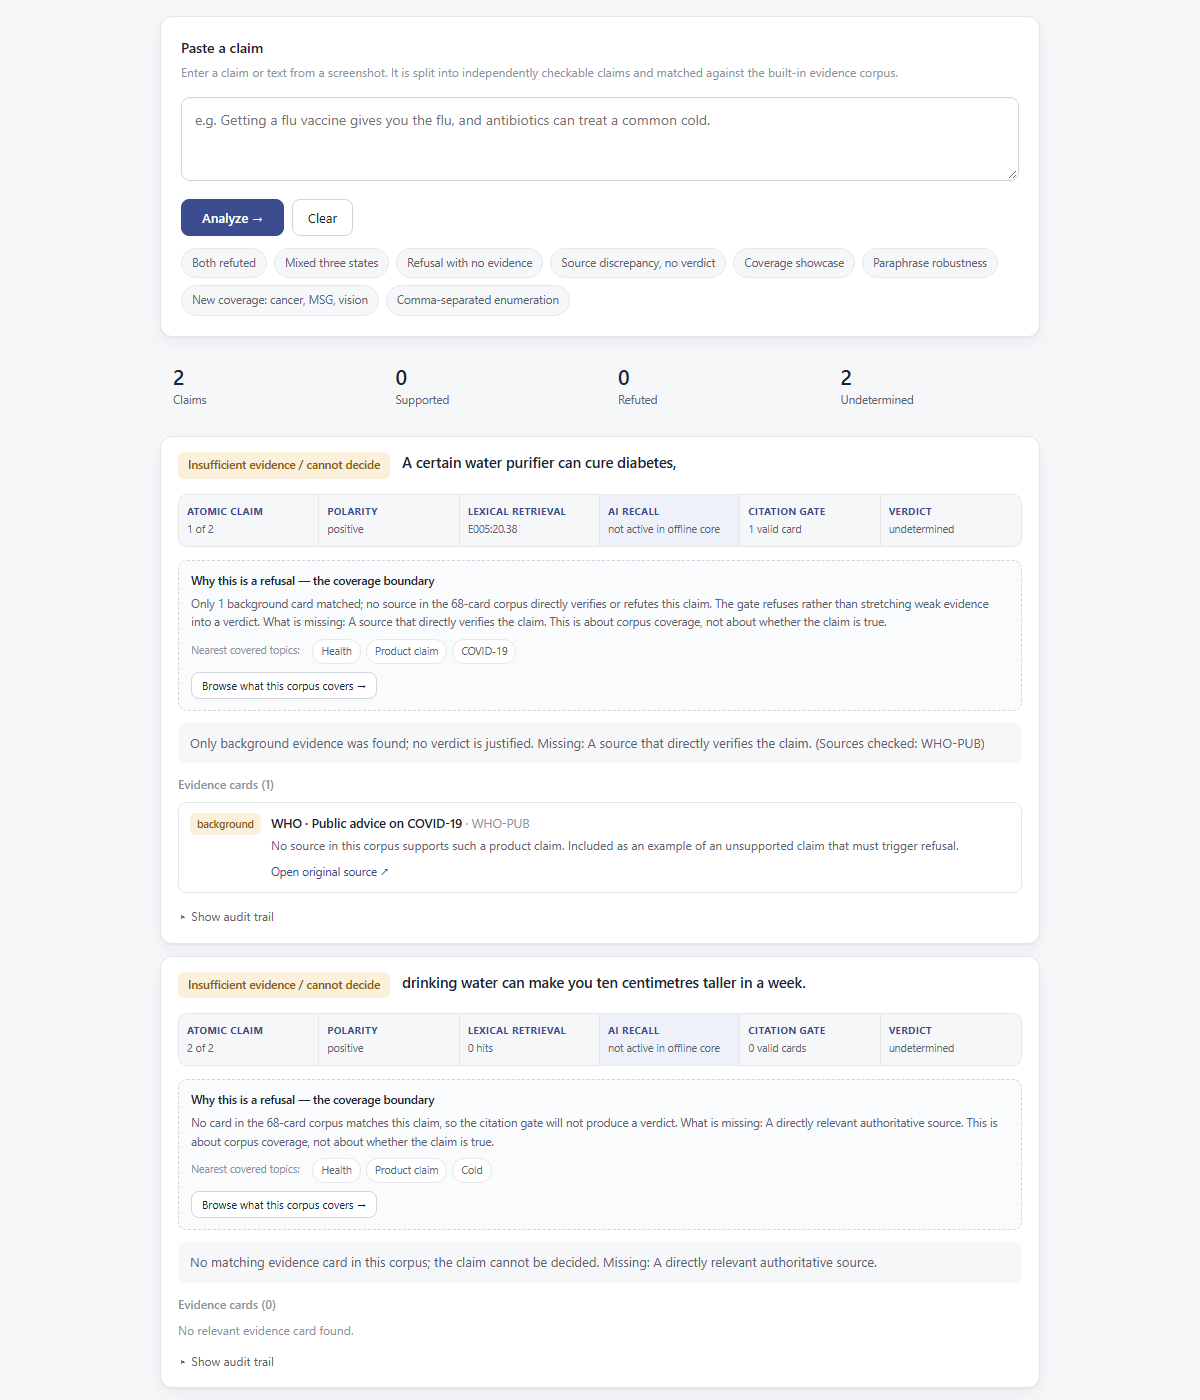 Paste a claim
Enter a claim or text from a screenshot. It is split into independently checkable claims and matched against the built-in evidence corpus.
e.g. Getting a flu vaccine gives you the flu, and antibiotics can treat a common cold.
Analyze →
Clear
Both refuted
Mixed three states
Refusal with no evidence
Source discrepancy, no verdict
Coverage showcase
Paraphrase robustness
New coverage: cancer, MSG, vision
Comma-separated enumeration
2
Claims
0
Supported
0
Refuted
2
Undetermined
Insufficient evidence / cannot decide
A certain water purifier can cure diabetes,
ATOMIC CLAIM
1 of 2
POLARITY
positive
LEXICAL RETRIEVAL
E005:20.38
AI RECALL
not active in offline core
CITATION GATE
1 valid card
VERDICT
undetermined
Why this is a refusal — the coverage boundary
Only 1 background card matched; no source in the 68-card corpus directly verifies or refutes this claim. The gate refuses rather than stretching weak evidence
into a verdict. What is missing: A source that directly verifies the claim. This is about corpus coverage, not about whether the claim is true.
Nearest covered topics:
Health
Product claim
COVID-19
Browse what this corpus covers →
Only background evidence was found; no verdict is justified. Missing: A source that directly verifies the claim. (Sources checked: WHO-PUB)
Evidence cards (1)
background
WHO · Public advice on COVID-19 · WHO-PUB
No source in this corpus supports such a product claim. Included as an example of an unsupported claim that must trigger refusal.
Open original source ↗
▸ Show audit trail
Insufficient evidence / cannot decide
drinking water can make you ten centimetres taller in a week.
ATOMIC CLAIM
2 of 2
POLARITY
positive
LEXICAL RETRIEVAL
0 hits
AI RECALL
not active in offline core
CITATION GATE
0 valid cards
VERDICT
undetermined
Why this is a refusal — the coverage boundary
No card in the 68-card corpus matches this claim, so the citation gate will not produce a verdict. What is missing: A directly relevant authoritative source. This is
about corpus coverage, not about whether the claim is true.
Nearest covered topics:
Health
Product claim
Cold
Browse what this corpus covers →
No matching evidence card in this corpus; the claim cannot be decided. Missing: A directly relevant authoritative source.
Evidence cards (0)
No relevant evidence card found.
▸ Show audit trail